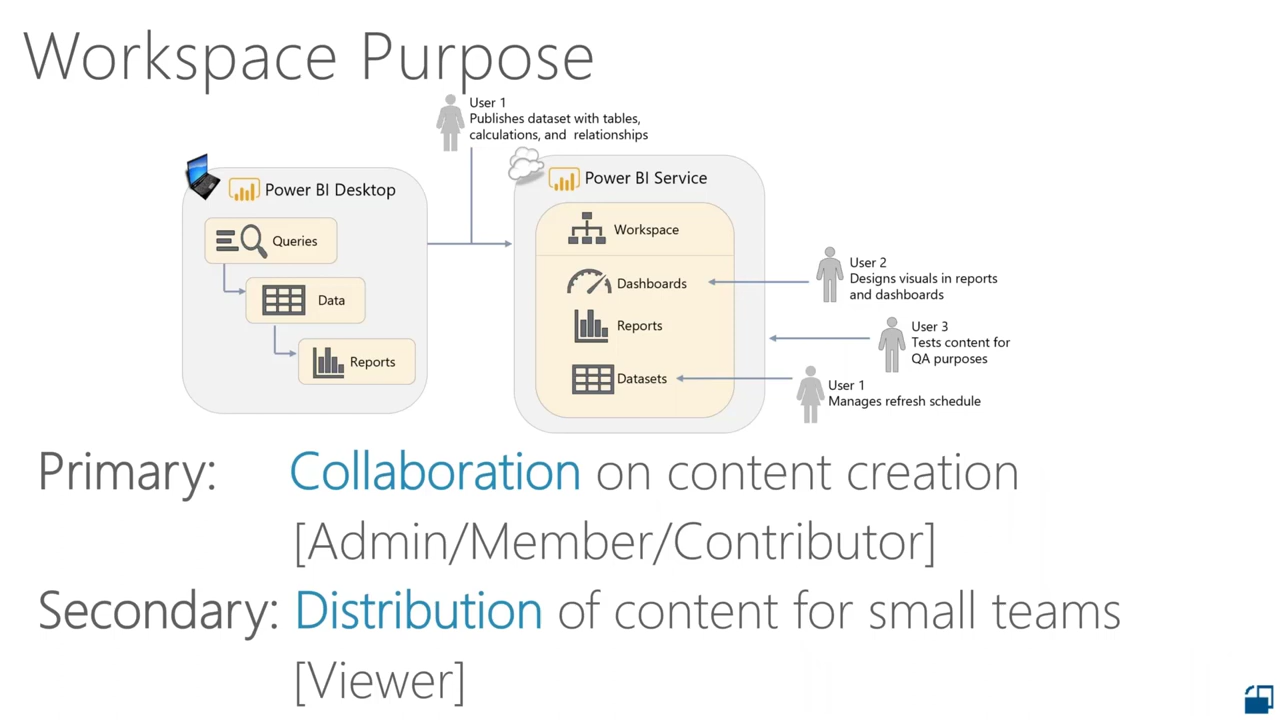 Workspace Purpose
User 1
Publishes dataset with tables,
calculations, and relationships
Power BI Desktop
Queries
Data
Reports
Power BI Service
Workspace
Dashboards
Reports
Datasets
User 2
Designs visuals in reports
and dashboards
User 3
Tests content for
QA purposes
User 1
Manages refresh schedule
Primary: Collaboration on content creation
[Admin/Member/Contributor]
Secondary: Distribution of content for small teams
[Viewer]